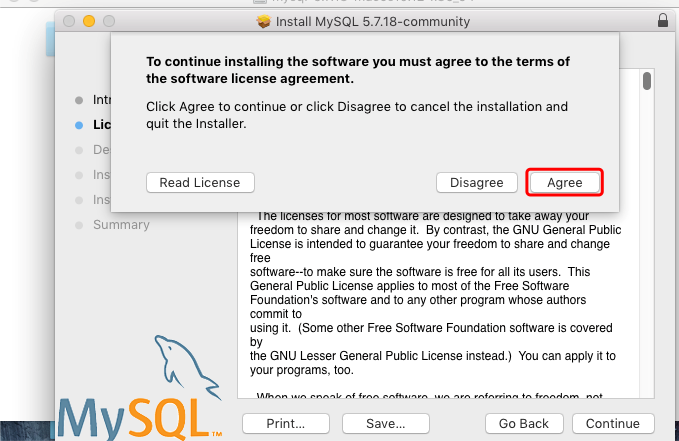 Install MySQL 5.7.18-community
To continue installing the software you must agree to the terms of
the software license agreement.
Click Agree to continue or click Disagree to cancel the installation and
quit the Installer.
Read License
Disagree
Agree
Intr
Lic
De
Ins
Ins
Summary
The licenses for most software are designed to take away your
freedom to share and change it. By contrast, the GNU General Public
License is intended to guarantee your freedom to share and change
free
software--to make sure the software is free for all its users. This
General Public License applies to most of the Free Software
Foundation's software and to any other program whose authors
commit to
using it. (Some other Free Software Foundation software is covered
by
the GNU Lesser General Public License instead.) You can apply it to
your programs, too.
When we speak of free software, we are referring to freedom, not
MySQL™
Print...
Save...
Go Back
Continue